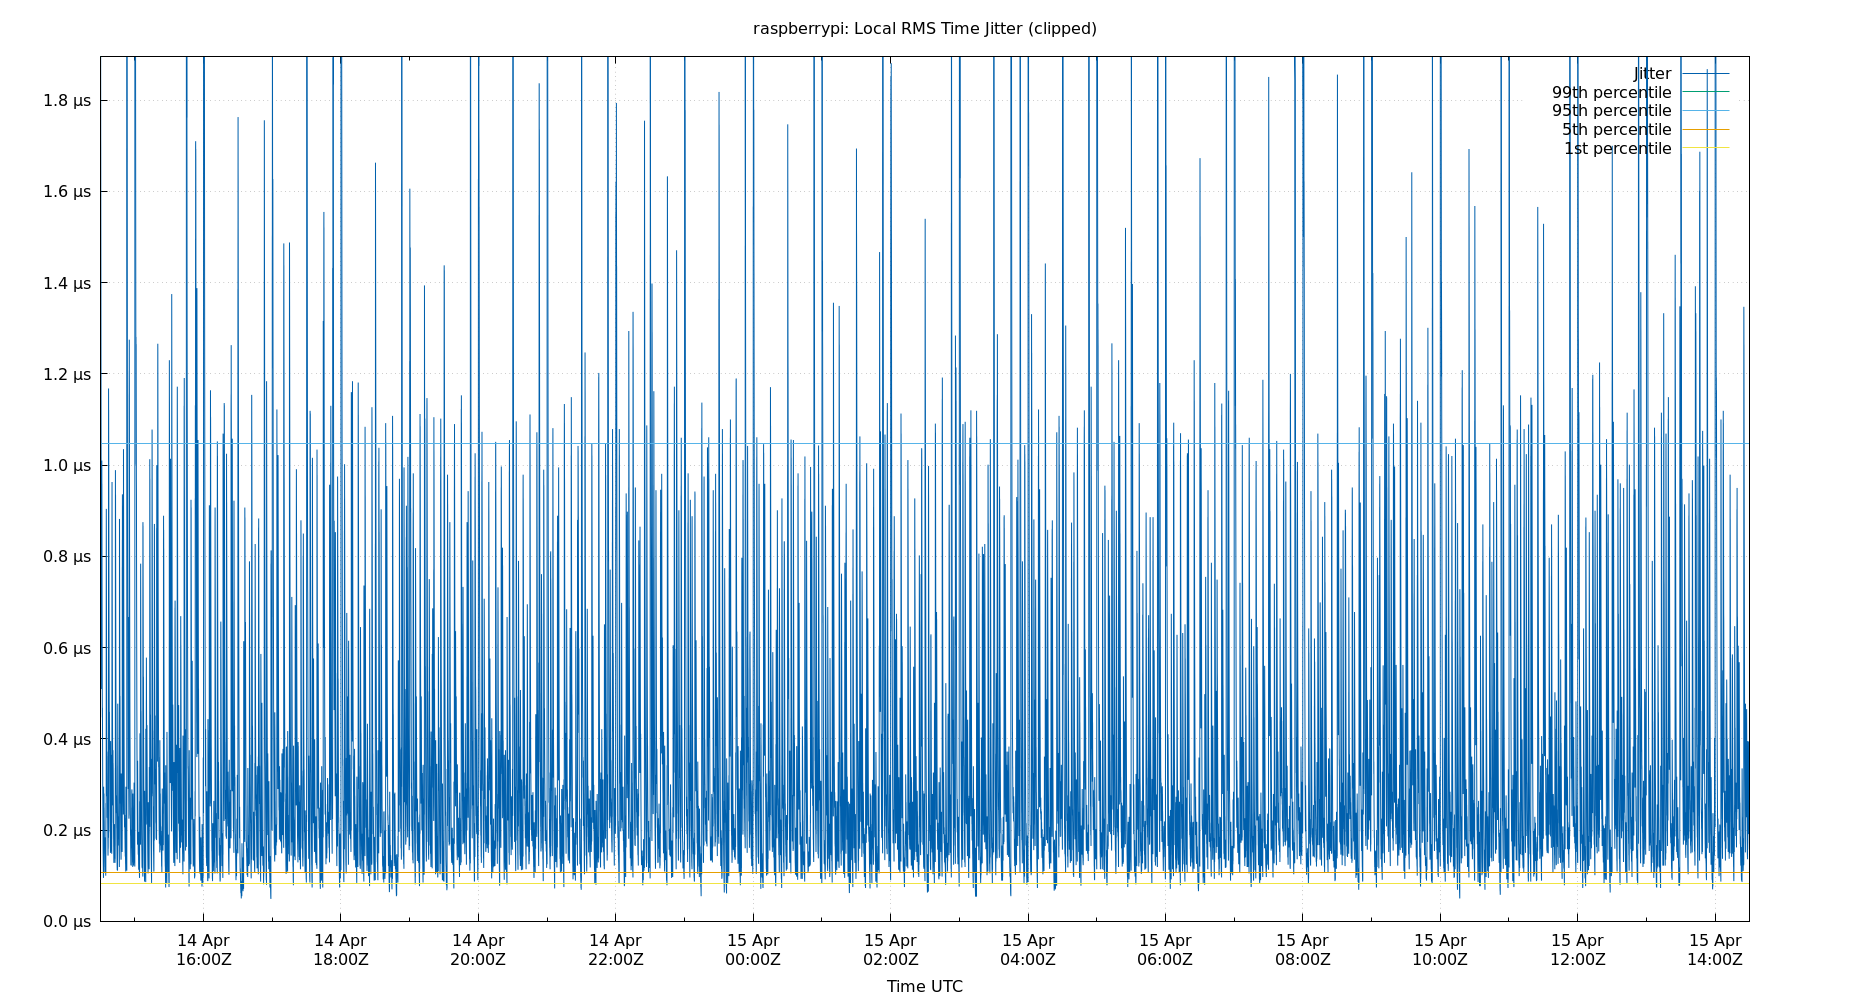 raspberrypi: Local RMS Time Jitter (clipped)
Jitter
99th percentile
95th percentile
5th percentile
1st percentile
1.8 μs
1.6 μs
1.4 μs
1.2 μs
1.0 μs
0.8 μs
0.6 μs
0.4 μs
0.2 μs
0.0 μs
14 Apr 14 Apr 14 Apr 14 Apr 15 Apr 15 Apr 15 Apr 15 Apr 15 Apr 15 Apr 15 Apr 15 Apr
16:00Z 18:00Z 20:00Z 22:00Z 00:00Z 02:00Z 04:00Z 06:00Z 08:00Z 10:00Z 12:00Z 14:00Z
Time UTC